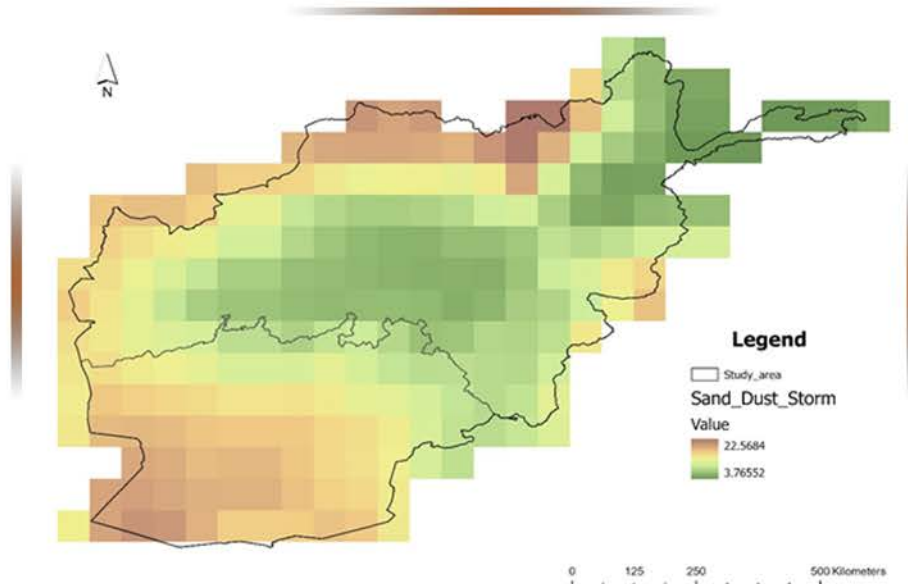 N
Legend
Study_area
Sand_Dust_Storm
Value
22.5684
3.76552
0 125 250 500 Kilometers